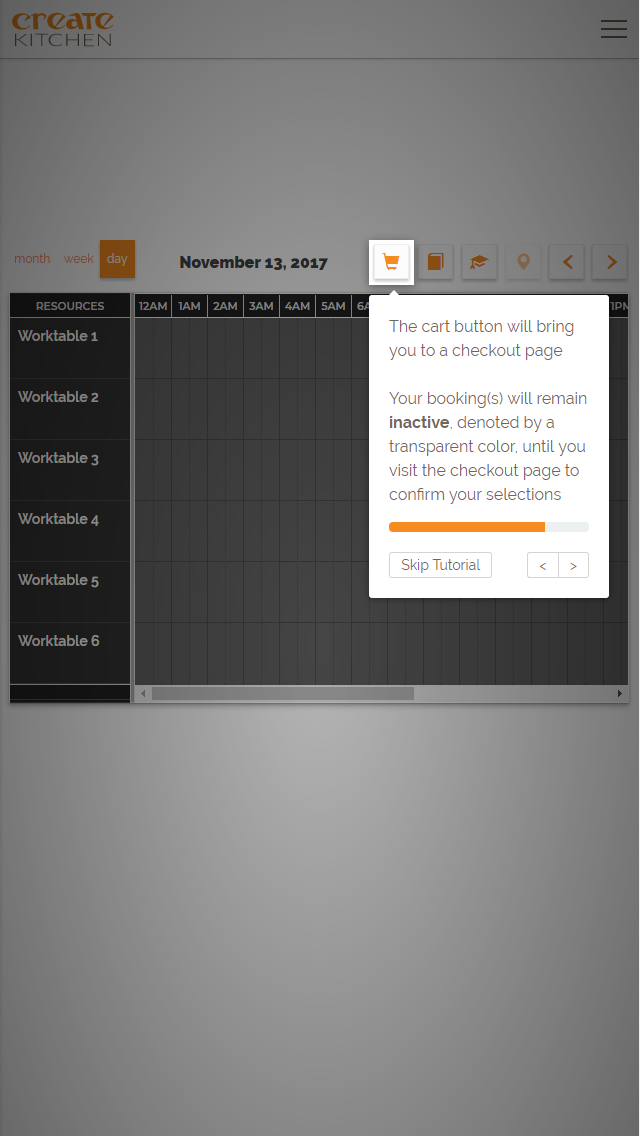 create
KITCHEN
month week day
November 13, 2017
RESOURCES 12AM 1AM 2AM 3AM 4AM 5AM
Worktable 1
Worktable 2
Worktable 3
Worktable 4
Worktable 5
Worktable 6
The cart button will bring
you to a checkout page
Your booking(s) will remain
inactive, denoted by a
transparent color, until you
visit the checkout page to
confirm your selections
Skip Tutorial < >